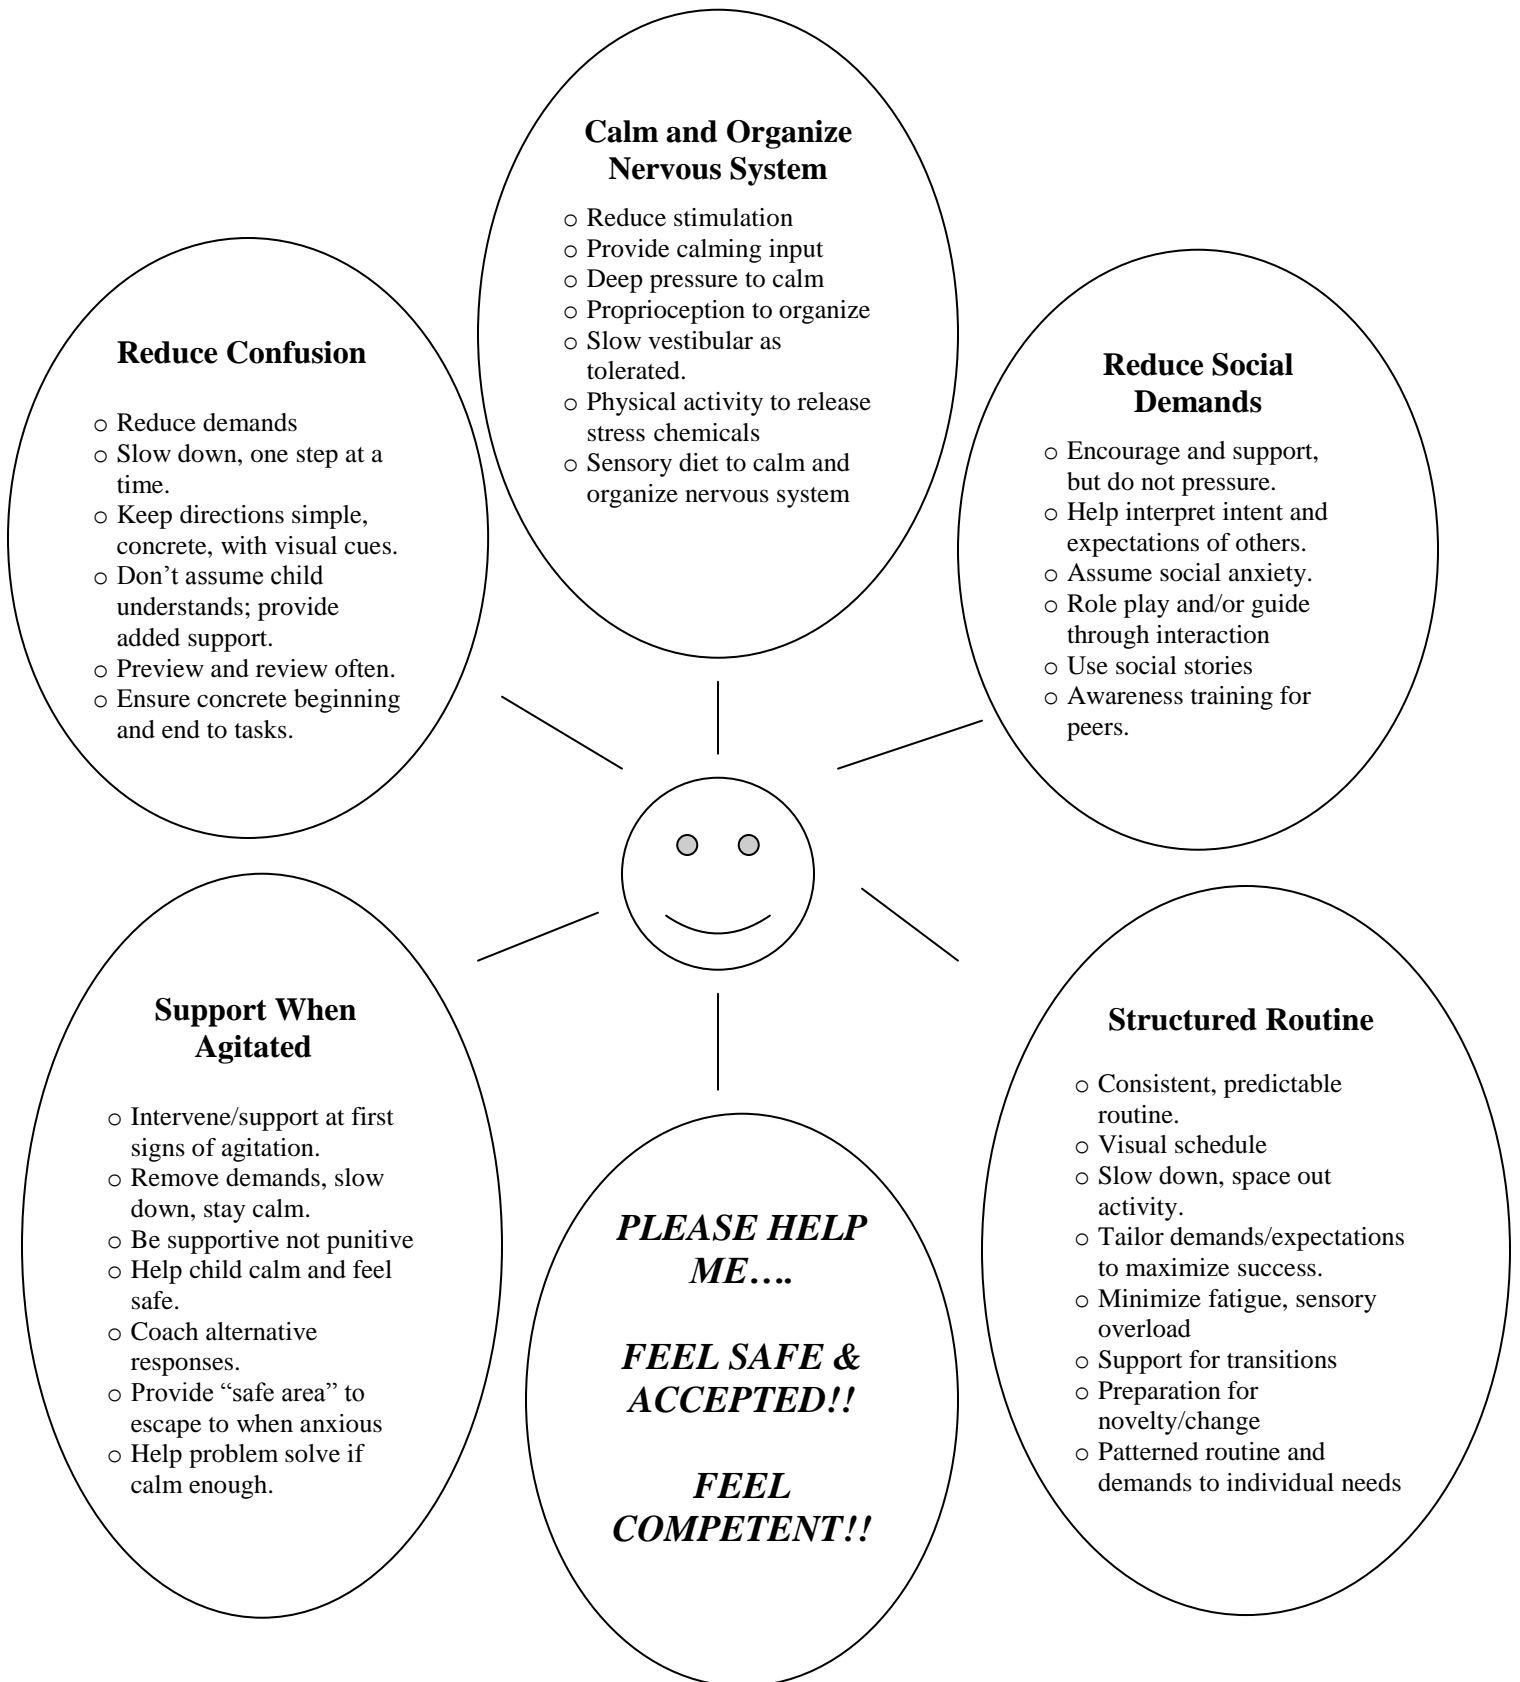 Calm and Organize
Nervous System
o Reduce stimulation
o Provide calming input
o Deep pressure to calm
o Proprioception to organize
o Slow vestibular as
tolerated.
o Physical activity to release
stress chemicals
o Sensory diet to calm and
organize nervous system
Reduce Confusion
o Reduce demands
o Slow down, one step at a
time.
o Keep directions simple,
concrete, with visual cues.
o Don’t assume child
understands; provide
added support.
o Preview and review often.
o Ensure concrete beginning
and end to tasks.
Reduce Social
Demands
o Encourage and support,
but do not pressure.
o Help interpret intent and
expectations of others.
o Assume social anxiety.
o Role play and/or guide
through interaction
o Use social stories
o Awareness training for
peers.
Support When
Agitated
o Intervene/support at first
signs of agitation.
o Remove demands, slow
down, stay calm.
o Be supportive not punitive
o Help child calm and feel
safe.
o Coach alternative
responses.
o Provide “safe area” to
escape to when anxious
o Help problem solve if
calm enough.
PLEASE HELP
ME….
FEEL SAFE &
ACCEPTED!!
FEEL
COMPETENT!!
Structured Routine
o Consistent, predictable
routine.
o Visual schedule
o Slow down, space out
activity.
o Tailor demands/expectations
to maximize success.
o Minimize fatigue, sensory
overload
o Support for transitions
o Preparation for
novelty/change
o Patterned routine and
demands to individual needs